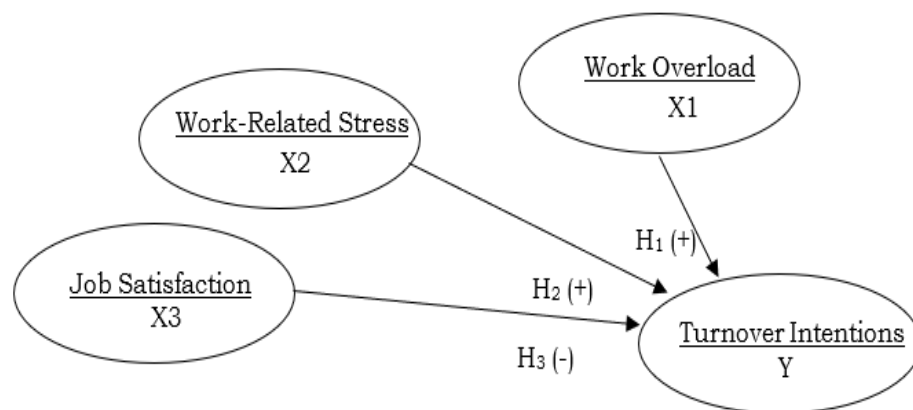 Work Overload
X1
Work-Related Stress
X2
H₁ (+)
Job Satisfaction
X3
H₂ (+)
Turnover Intentions
Y
H₃ (-)